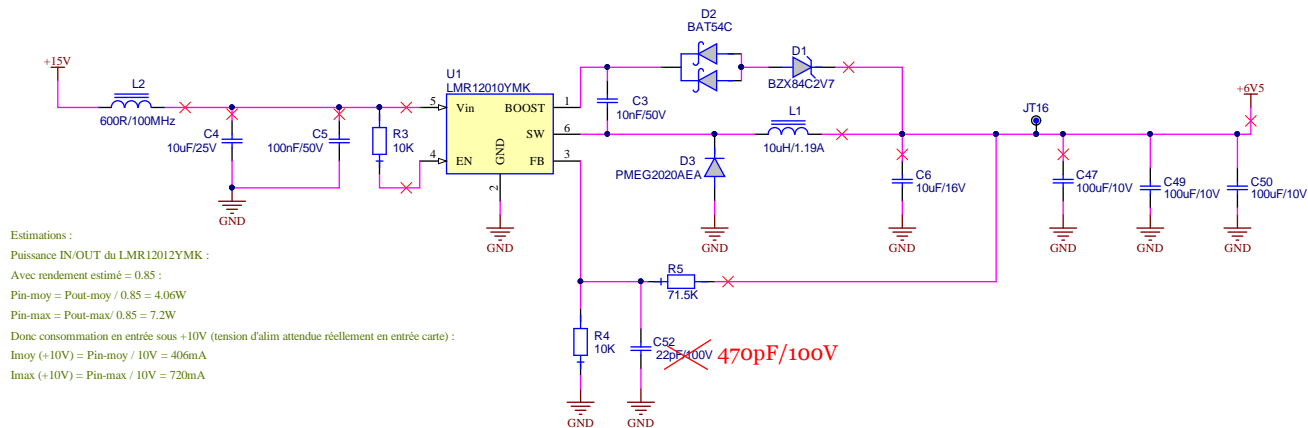 +15V
L2
600R/100MHz
C4
10uF/25V
C5
100nF/50V
R3
10K
U1
LMR12010YMK
5
Vin
BOOST
1
SW
6
4
EN
GND
FB
3
2
GND
GND
C3
10nF/50V
D2
BAT54C
D1
BZX84C2V7
L1
10uH/1.19A
D3
PMEG2020AEA
GND
C6
10uF/16V
GND
JT16
+6V5
C47
100uF/10V
GND
C49
100uF/10V
GND
C50
100uF/10V
GND
R5
71.5K
R4
10K
GND
C52
22pF/100V
470pF/100V
GND
Estimations :
Puissance IN/OUT du LMR12012YMK :
Avec rendement estimé = 0.85 :
Pin-moy = Pout-moy / 0.85 = 4.06W
Pin-max = Pout-max/ 0.85 = 7.2W
Donc consommation en entrée sous +10V (tension d'alim attendue réellement en entrée carte) :
Imoy (+10V) = Pin-moy / 10V = 406mA
Imax (+10V) = Pin-max / 10V = 720mA